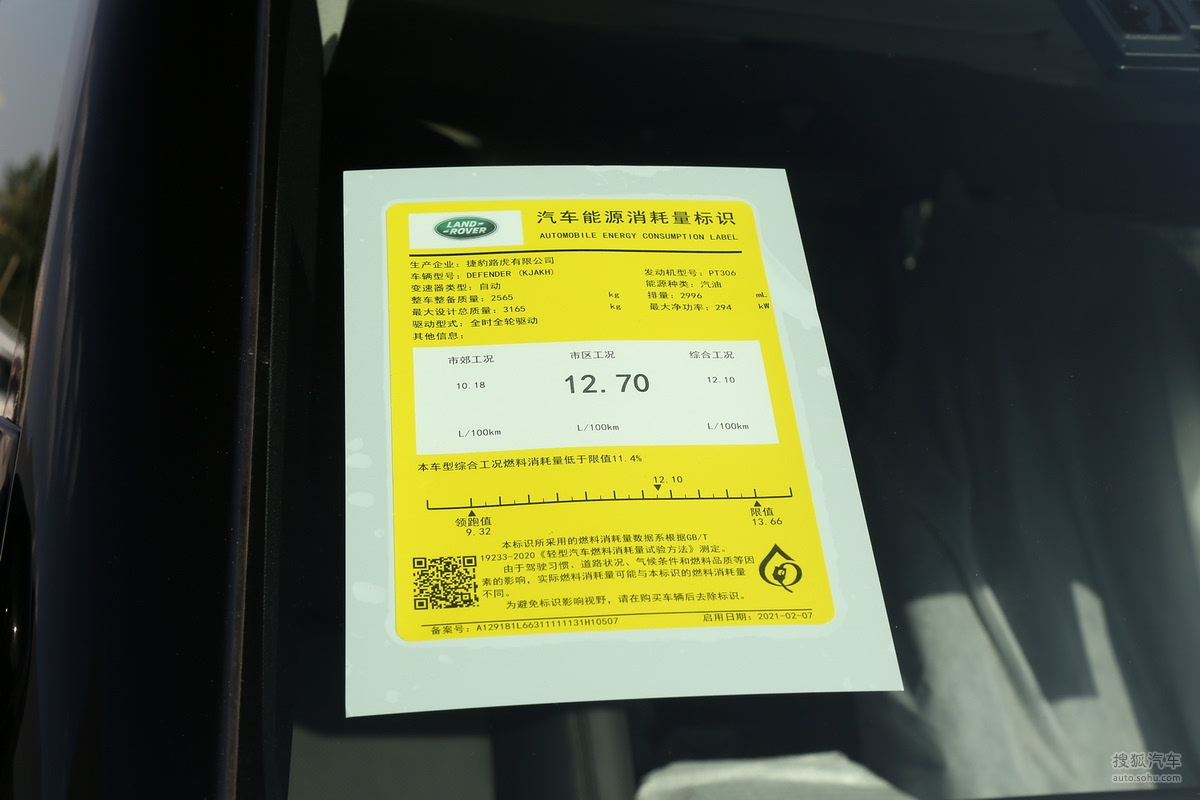 LAND-
ROVER
汽车能源消耗量标识
AUTOMOBILE ENERGY CONSUMPTION LABEL
生产企业：捷豹路虎有限公司
车辆型号：DEFENDER (KJAKH) 发动机型号：PT306
变速器类型：自动 能源种类：汽油
整车整备质量：2565 kg 排量：2996 mL
最大设计总质量：3165 kg 最大净功率：294 kW
驱动型式：全时全轮驱动
其他信息：
市郊工况 市区工况 综合工况
10.18 12.70 12.10
L/100km L/100km L/100km
本车型综合工况燃料消耗量低于限值11.4%
12.10
领跑值 限值
9.32 13.66
本标识所采用的燃料消耗量数据系根据GB/T
19233-2020《轻型汽车燃料消耗量试验方法》测定。
由于驾驶习惯、道路状况、气候条件和燃料品质等因
素的影响，实际燃料消耗量可能与本标识的燃料消耗量
不同。
为避免标识影响视野，请在购买车辆后去除标识。
备案号：A129181L66311111131H10507 启用日期：2021-02-07
搜狐汽车
auto.sohu.com